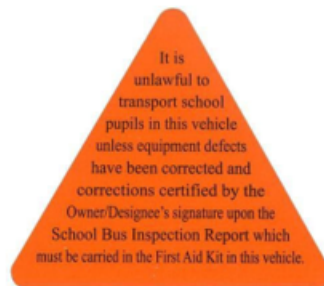 It is
unlawful to
transport school
pupils in this vehicle
unless equipment defects
have been corrected and
corrections certified by the
Owner/Designee's signature upon the
School Bus Inspection Report which
must be carried in the First Aid Kit in this vehicle.